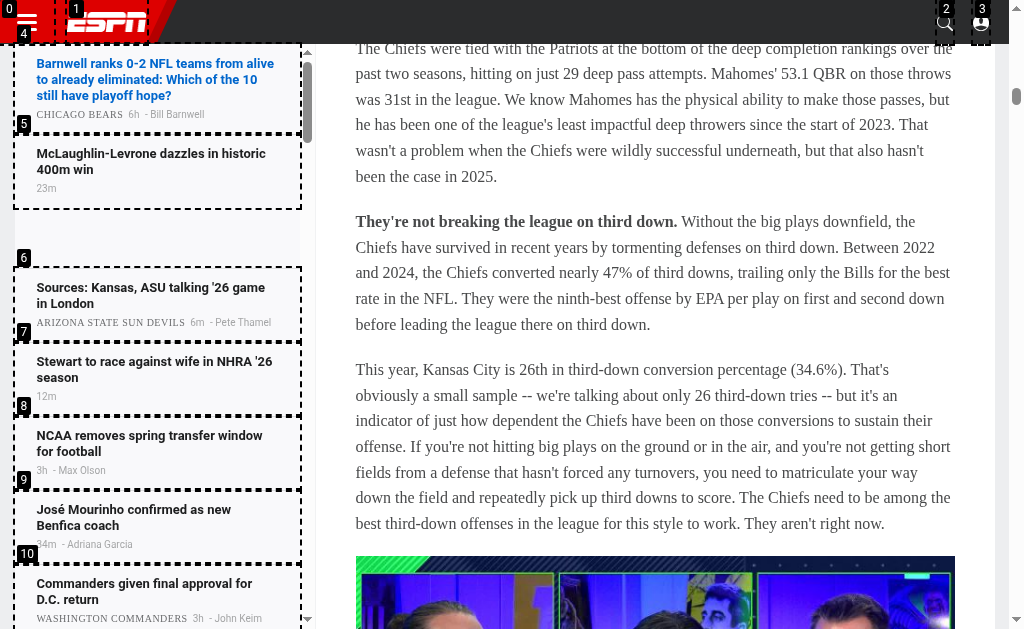 0
1
ESPN
2
3
4
Barnwell ranks 0-2 NFL teams from alive
to already eliminated: Which of the 10
still have playoff hope?
CHICAGO BEARS 6h - Bill Barnwell
5
McLaughlin-Levrone dazzles in historic
400m win
23m
6
Sources: Kansas, ASU talking '26 game
in London
ARIZONA STATE SUN DEVILS 6m - Pete Thamel
7
Stewart to race against wife in NHRA '26
season
12m
8
NCAA removes spring transfer window
for football
3h - Max Olson
9
José Mourinho confirmed as new
Benfica coach
34m - Adriana Garcia
10
Commanders given final approval for
D.C. return
WASHINGTON COMMANDERS 3h - John Keim
The Chiefs were tied with the Patriots at the bottom of the deep completion rankings over the
past two seasons, hitting on just 29 deep pass attempts. Mahomes' 53.1 QBR on those throws
was 31st in the league. We know Mahomes has the physical ability to make those passes, but
he has been one of the league's least impactful deep throwers since the start of 2023. That
wasn't a problem when the Chiefs were wildly successful underneath, but that also hasn't
been the case in 2025.
They're not breaking the league on third down. Without the big plays downfield, the
Chiefs have survived in recent years by tormenting defenses on third down. Between 2022
and 2024, the Chiefs converted nearly 47% of third downs, trailing only the Bills for the best
rate in the NFL. They were the ninth-best offense by EPA per play on first and second down
before leading the league there on third down.
This year, Kansas City is 26th in third-down conversion percentage (34.6%). That's
obviously a small sample -- we're talking about only 26 third-down tries -- but it's an
indicator of just how dependent the Chiefs have been on those conversions to sustain their
offense. If you're not hitting big plays on the ground or in the air, and you're not getting short
fields from a defense that hasn't forced any turnovers, you need to matriculate your way
down the field and repeatedly pick up third downs to score. The Chiefs need to be among the
best third-down offenses in the league for this style to work. They aren't right now.